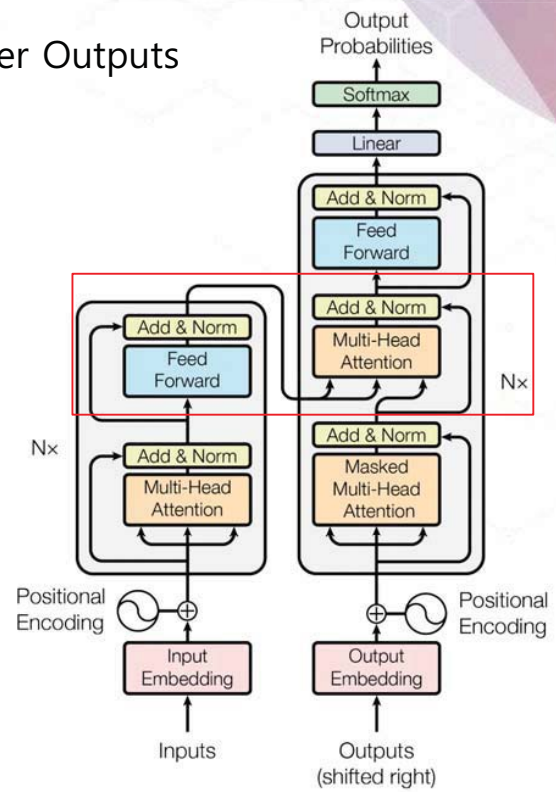 er Outputs
Output
Probabilities
Softmax
Linear
Add & Norm
Feed
Forward
Add & Norm
Multi-Head
Attention
Add & Norm
Masked
Multi-Head
Attention
N×
Add & Norm
Feed
Forward
Add & Norm
Multi-Head
Attention
N×
Positional
Encoding
Positional
Encoding
Input
Embedding
Output
Embedding
Inputs
Outputs
(shifted right)